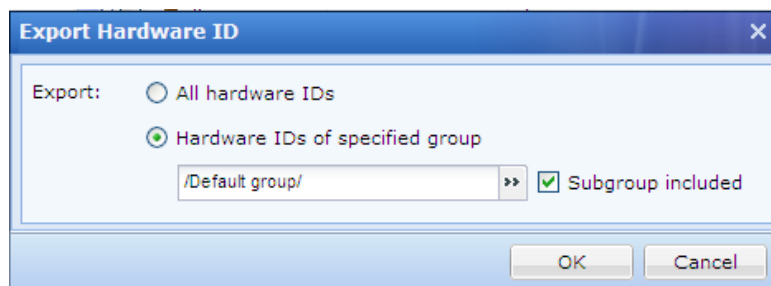 Export Hardware ID
Export: All hardware IDs
Hardware IDs of specified group
/Default group/ Subgroup included
OK Cancel